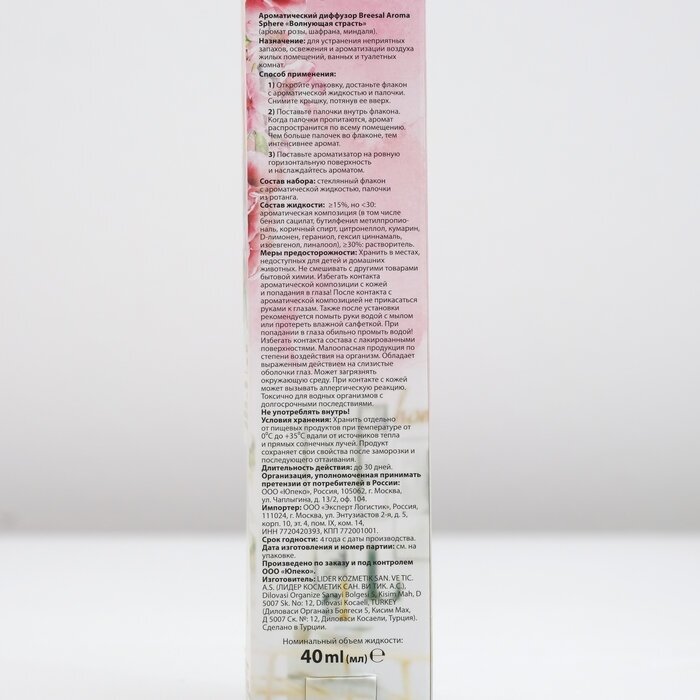 Ароматический диффузор Breesal Aroma
Sphere «Волнующая страсть»
(аромат розы, шафрана, миндаля).
Назначение: для устранения неприятных
запахов, освежения и ароматизации воздуха
жилых помещений, ванных и туалетных
комнат.
Способ применения:
1) Откройте упаковку, достаньте флакон
с ароматической жидкостью и палочки.
Снимите крышку, потянув ее вверх.
2) Поставьте палочки внутрь флакона.
Когда палочки пропитаются, аромат
распространится по всему помещению.
Чем больше палочек во флаконе, тем
интенсивнее аромат.
3) Поставьте ароматизатор на ровную
горизонтальную поверхность
и наслаждайтесь ароматом.
Состав набора: стеклянный флакон
с ароматической жидкостью, палочки
из ротанга.
Состав жидкости: ≥15%, но <30:
ароматическая композиция (в том числе
бензил сацилат, бутилфенил метилпропио-
наль, коричный спирт, цитронеллол, кумарин,
D-лимонен, гераниол, гексил циннамаль,
изоевгенол, линалоол), ≥30%: растворитель.
Меры предосторожности: Хранить в местах,
недоступных для детей и домашних
животных. Не смешивать с другими товарами
бытовой химии. Избегать контакта
ароматической композиции с кожей
и попадания в глаза! После контакта с
ароматической композицией не прикасаться
руками к глазам. Также после установки
рекомендуется помыть руки водой с мылом
или протереть влажной салфеткой. При
попадании в глаза обильно промыть водой!
Избегать контакта состава с лакированными
поверхностями. Малоопасная продукция по
степени воздействия на организм. Обладает
выраженным действием на слизистые
оболочки глаз. Может загрязнять
окружающую среду. При контакте с кожей
может вызывать аллергическую реакцию.
Токсично для водных организмов с
долгосрочными последствиями.
Не употреблять внутрь!
Условия хранения: Хранить отдельно
от пищевых продуктов при температуре от
0°С до +35°С вдали от источников тепла
и прямых солнечных лучей. Продукт
сохраняет свои свойства после заморозки и
последующего оттаивания.
Длительность действия: до 30 дней.
Организация, уполномоченная принимать
претензии от потребителей в России:
ООО «Юпеко», Россия, 105062, г. Москва,
ул. Чаплыгина, д. 13/2, оф. 104.
Импортер: ООО «Эксперт Логистик», Россия,
111024, г. Москва, ул. Энтузиастов 2-я, д. 5,
корп. 10, эт. 4, пом. IX, ком. 14,
ИНН 7720420393, КПП 772001001.
Срок годности: 4 года с даты производства.
Дата изготовления и номер партии: см. на
упаковке.
Произведено по заказу и под контролем
ООО «Юпеко».
Изготовитель: LIDER KOZMETIK SAN. VE TIC.
A.S. (ЛИДЕР КОСМЕТИК САН. ВИ ТИК. А.С.),
Dilovasi Organize Sanay Bolgesi, 5 Kisim Mah, D
5007 Sk. No: 12, Dilovasi Kocaeli, TURKEY
(Диловаси Органайз Болгеси 5, Кисим Мах,
Д 5007 Ск. №: 12, Диловаси Косаели, Турция).
Сделано в Турции.
Номинальный объем жидкости:
40 ml (мл) ℮